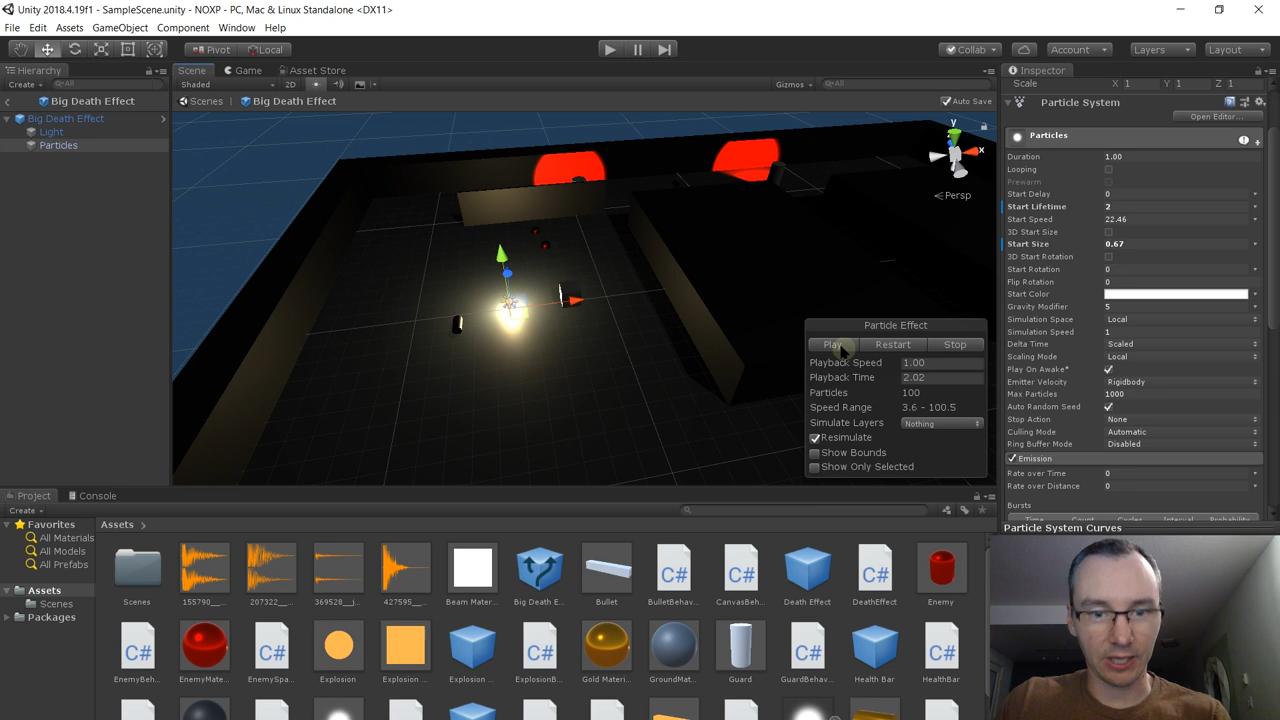 Unity 2018.4.19f1 - SampleScene.unity - NOXP - PC, Mac & Linux Standalone <DX11>
File Edit Assets GameObject Component Window Help
Pivot Local Collab Account Layers Layout
Hierarchy Scene Game Asset Store Inspector
Create All Shaded 2D Gizmos All Scale X 1 Y 1 Z 1
Big Death Effect Scenes Big Death Effect Auto Save Particle System
Open Editor...
Big Death Effect
Light
Particles
y
x
Persp
Particles
Duration 1.00
Looping
Prewarm
Start Delay 0
Start Lifetime 2
Start Speed 22.46
3D Start Size
Start Size 0.67
3D Start Rotation
Start Rotation 0
Flip Rotation 0
Start Color
Gravity Modifier 5
Simulation Space Local
Simulation Speed 1
Delta Time Scaled
Scaling Mode Local
Play On Awake*
Emitter Velocity Rigidbody
Max Particles 1000
Auto Random Seed
Stop Action None
Culling Mode Automatic
Ring Buffer Mode Disabled
Emission
Rate over Time 0
Rate over Distance 0
Bursts
Time Count Cycles Interval Probability
Particle System Curves
Particle Effect
Play Restart Stop
Playback Speed 1.00
Playback Time 2.02
Particles 100
Speed Range 3.6 - 100.5
Simulate Layers Nothing
Resimulate
Show Bounds
Show Only Selected
Project Console
Create
Favorites
All Materials
All Models
All Prefabs
Assets
Scenes
Packages
Assets
Scenes 155790__... 207322__... 369528__j... 427595__... Beam Mater... Big Death E... Bullet BulletBehav... CanvasBeh... Death Effect DeathEffect Enemy
C# C# C#
EnemyBeh... EnemyMate... EnemySpa... Explosion Explosion ... Explosion ... ExplosionB... Gold Materi... GroundMat... Guard GuardBehav... Health Bar HealthBar
C# C# C# C# C#